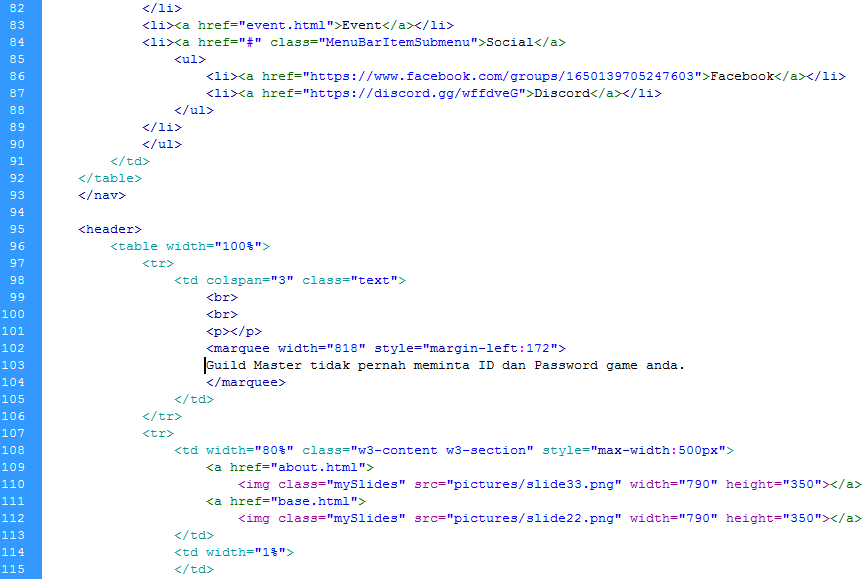 82 </li>
83 <li><a href="event.html">Event</a></li>
84 <li><a href="#" class="MenuBarItemSubmenu">Social</a>
85 <ul>
86 <li><a href="https://www.facebook.com/groups/1650139705247603">Facebook</a></li>
87 <li><a href="https://discord.gg/wffdveG">Discord</a></li>
88 </ul>
89 </li>
90 </ul>
91 </td>
92 </table>
93 </nav>
94
95 <header>
96 <table width="100%">
97 <tr>
98 <td colspan="3" class="text">
99 <br>
100 <br>
101 <p></p>
102 <marquee width="818" style="margin-left:172">
103 Guild Master tidak pernah meminta ID dan Password game anda.
104 </marquee>
105 </td>
106 </tr>
107 <tr>
108 <td width="80%" class="w3-content w3-section" style="max-width:500px">
109 <a href="about.html">
110 <img class="mySlides" src="pictures/slide33.png" width="790" height="350"></a>
111 <a href="base.html">
112 <img class="mySlides" src="pictures/slide22.png" width="790" height="350"></a>
113 </td>
114 <td width="1%">
115 </td>